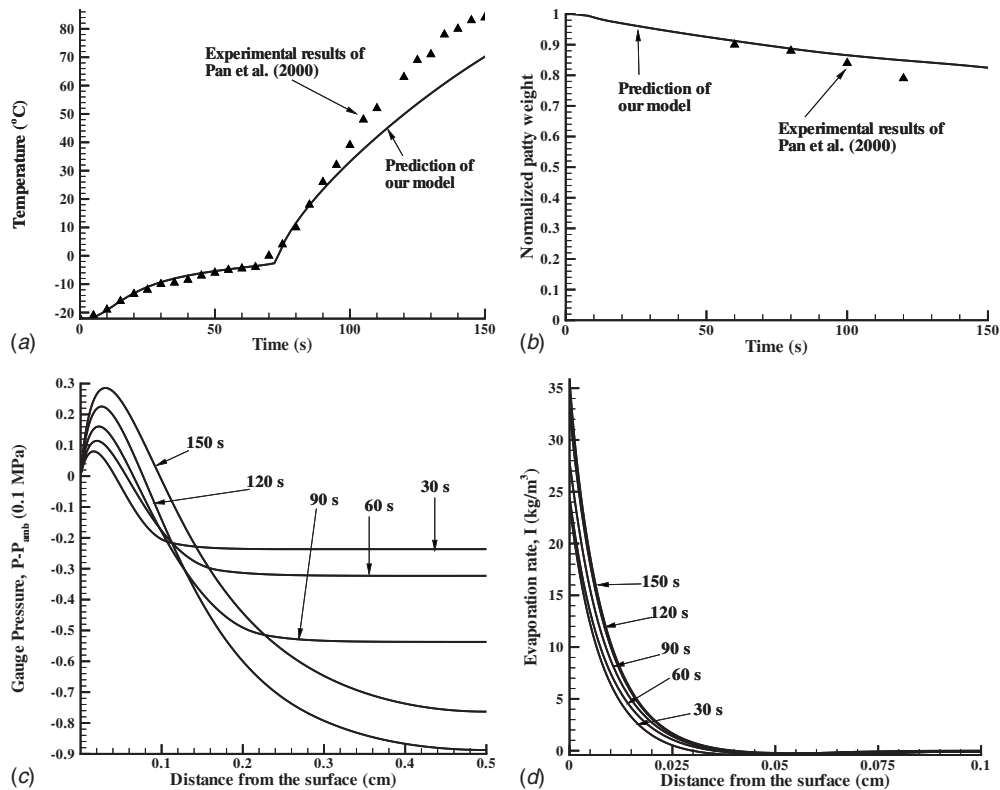 80
60
40
20
0
-10
-20
10
30
50
70
Temperature (°C)
0
50
100
150
Time (s)
Experimental results of
Pan et al. (2000)
Prediction of
our model
(a)
1
0.9
0.8
0.7
0.6
0.5
0.4
0.3
0.2
0.1
0
Normalized patty weight
0
50
100
150
Time (s)
Prediction of
our model
Experimental results of
Pan et al. (2000)
(b)
0.3
0.2
0.1
0
-0.1
-0.2
-0.3
-0.4
-0.5
-0.6
-0.7
-0.8
-0.9
Gauge Pressure, P-Pamb (0.1 MPa)
150 s
120 s
90 s
60 s
30 s
0.1
0.2
0.3
0.4
0.5
Distance from the surface (cm)
(c)
35
30
25
20
15
10
5
0
Evaporation rate, I (kg/m³)
150 s
120 s
90 s
60 s
30 s
0
0.025
0.05
0.075
0.1
Distance from the surface (cm)
(d)